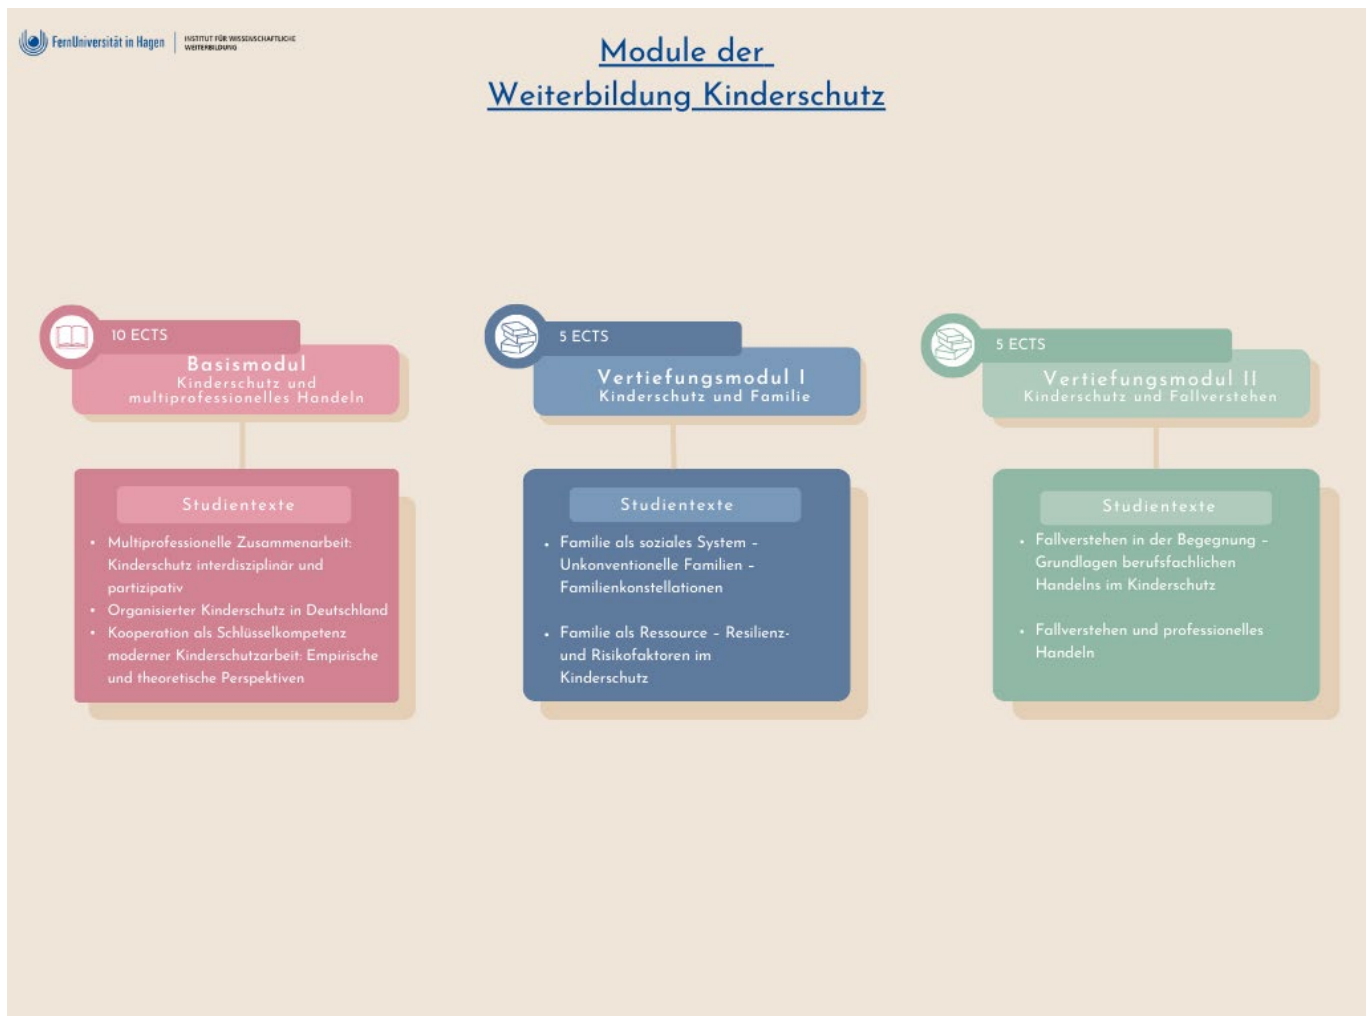 FernUniversität in Hagen
INSTITUT FÜR WISSENSCHAFTLICHE
WEITERBILDUNG
Module der
Weiterbildung Kinderschutz
10 ECTS
Basismodul
Kinderschutz und
multiprofessionelles Handeln
Studientexte
• Multiprofessionelle Zusammenarbeit:
Kinderschutz interdisziplinär und
partizipativ
• Organisierter Kinderschutz in Deutschland
• Kooperation als Schlüsselkompetenz
moderner Kinderschutzarbeit: Empirische
und theoretische Perspektiven
5 ECTS
Vertiefungsmodul I
Kinderschutz und Familie
Studientexte
• Familie als soziales System –
Unkonventionelle Familien –
Familienkonstellationen
• Familie als Ressource – Resilienz-
und Risikofaktoren im
Kinderschutz
5 ECTS
Vertiefungsmodul II
Kinderschutz und Fallverstehen
Studientexte
• Fallverstehen in der Begegnung –
Grundlagen berufsfachlichen
Handelns im Kinderschutz
• Fallverstehen und professionelles
Handeln